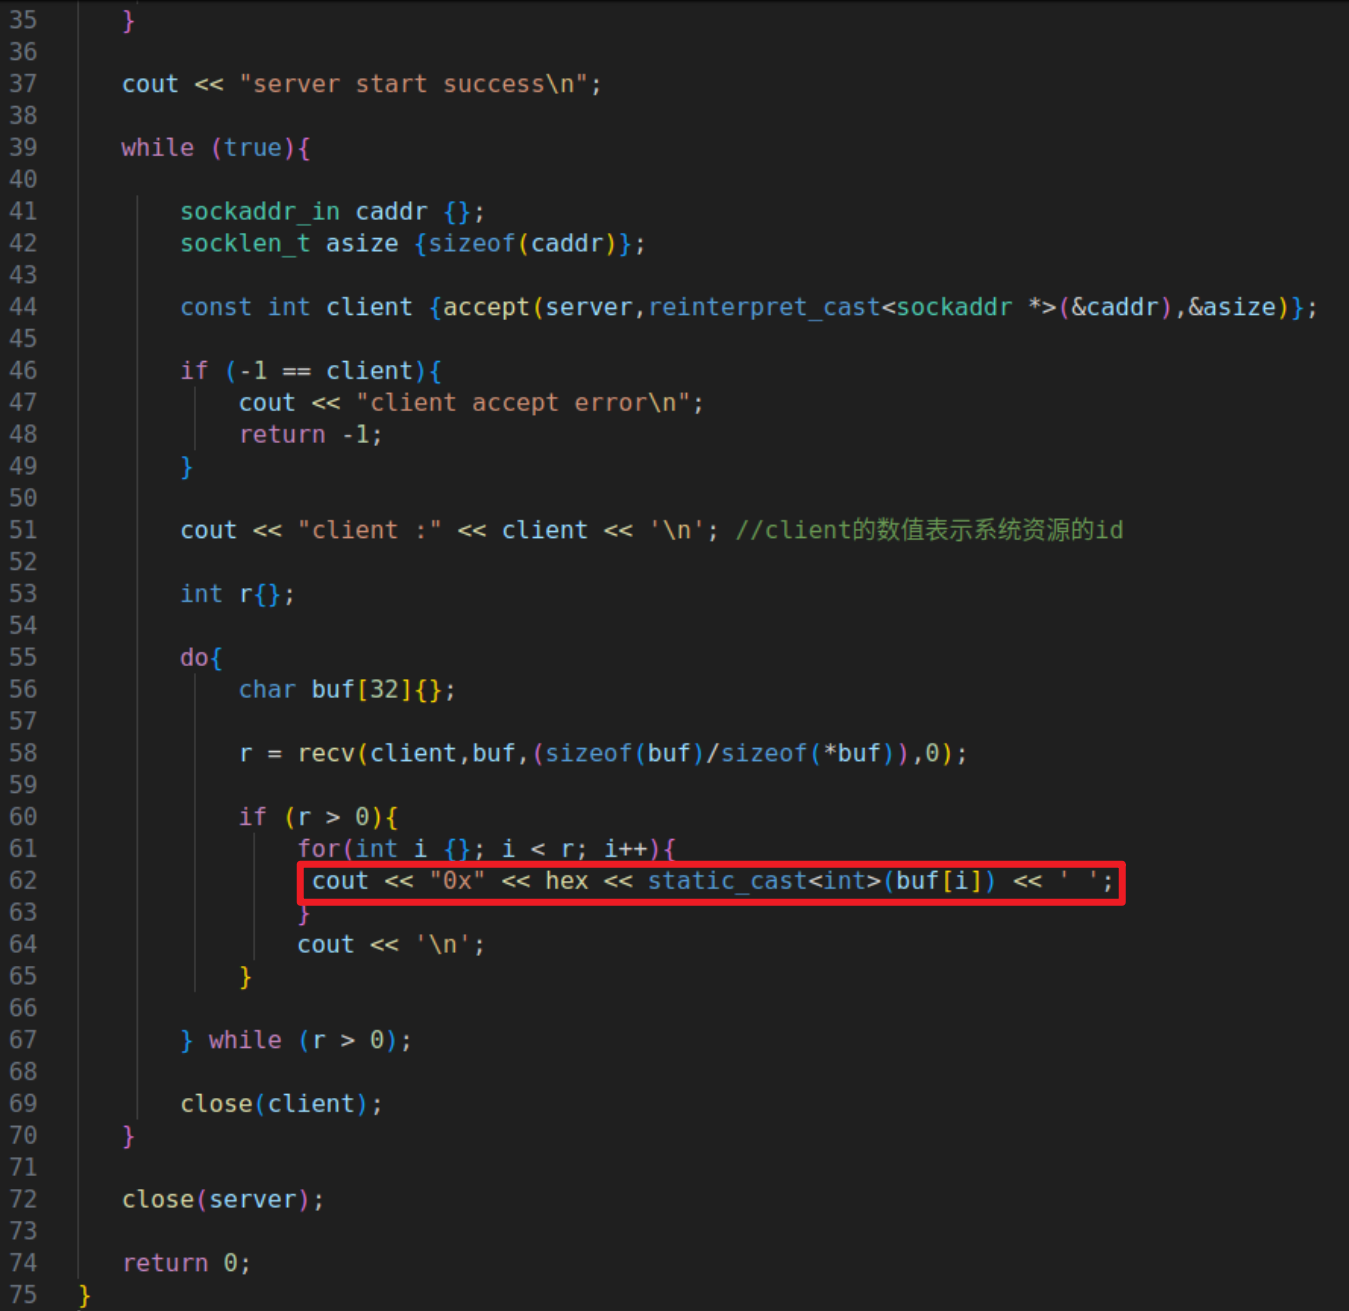 35 }
36
37 cout << "server start success\n";
38
39 while (true){
40
41 sockaddr_in caddr {};
42 socklen_t asize {sizeof(caddr)};
43
44 const int client {accept(server,reinterpret_cast<sockaddr *>(&caddr),&asize)};
45
46 if (-1 == client){
47 cout << "client accept error\n";
48 return -1;
49 }
50
51 cout << "client :" << client << '\n'; //client的数值表示系统资源的id
52
53 int r{};
54
55 do{
56 char buf[32]{};
57
58 r = recv(client,buf,(sizeof(buf)/sizeof(*buf)),0);
59
60 if (r > 0){
61 for(int i {}; i < r; i++){
62 cout << "0x" << hex << static_cast<int>(buf[i]) << ' ';
63 }
64 cout << '\n';
65 }
66
67 } while (r > 0);
68
69 close(client);
70 }
71
72 close(server);
73
74 return 0;
75 }